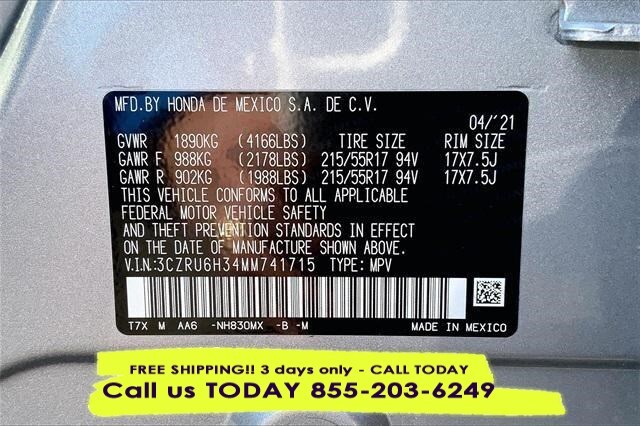 MFD.BY HONDA DE MEXICO S.A. DE C.V.
04/'21
GVWR 1890KG (4166LBS) TIRE SIZE RIM SIZE
GAWR F 988KG (2178LBS) 215/55R17 94V 17X7.5J
GAWR R 902KG (1988LBS) 215/55R17 94V 17X7.5J
THIS VEHICLE CONFORMS TO ALL APPLICABLE
FEDERAL MOTOR VEHICLE SAFETY
AND THEFT PREVENTION STANDARDS IN EFFECT
ON THE DATE OF MANUFACTURE SHOWN ABOVE.
V.I.N:3CZRU6H34MM741715 TYPE: MPV
T7X M AA6 -NH830MX -B -M MADE IN MEXICO
FREE SHIPPING!! 3 days only - CALL TODAY
Call us TODAY 855-203-6249